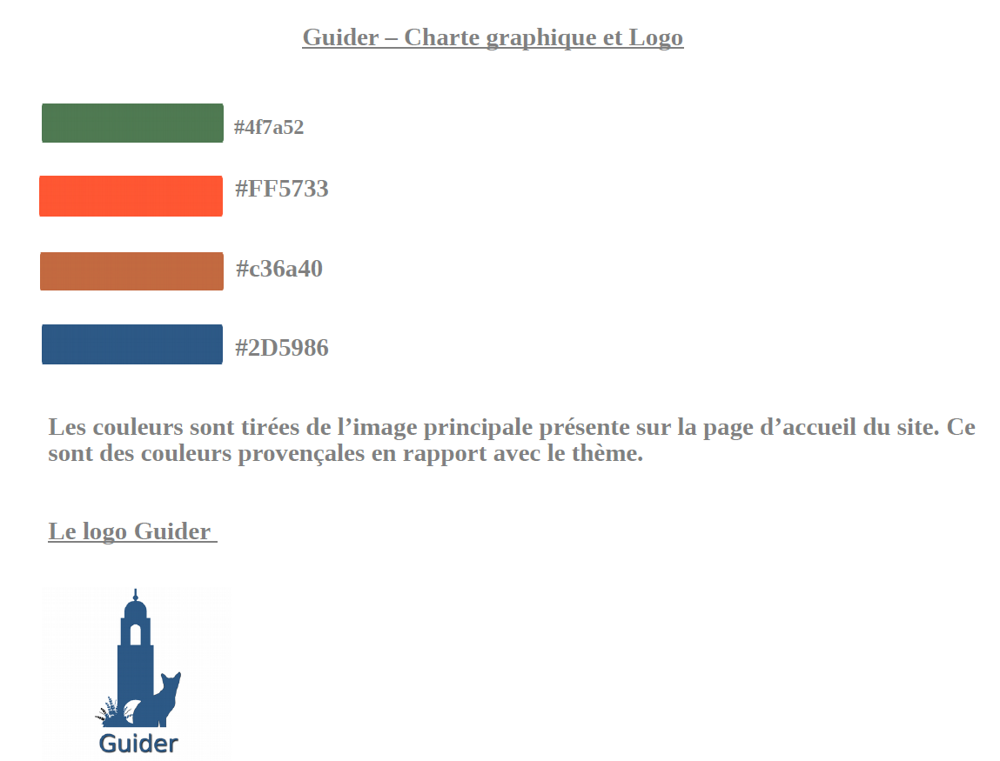 Guider – Charte graphique et Logo
#4f7a52
#FF5733
#c36a40
#2D5986
Les couleurs sont tirées de l’image principale présente sur la page d’accueil du site. Ce
sont des couleurs provençales en rapport avec le thème.
Le logo Guider
Guider